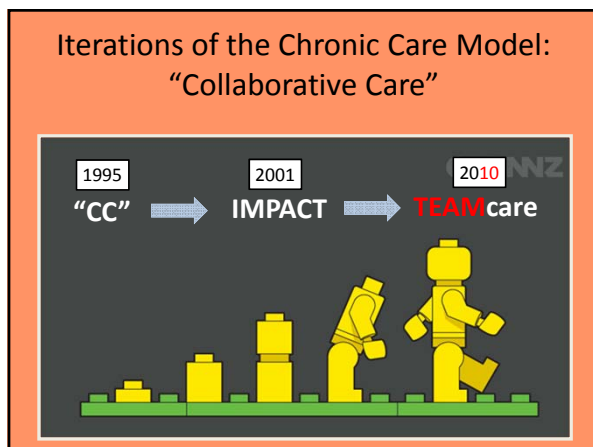 Iterations of the Chronic Care Model:
“Collaborative Care”
1995 2001 2010
“CC” IMPACT TEAMcare